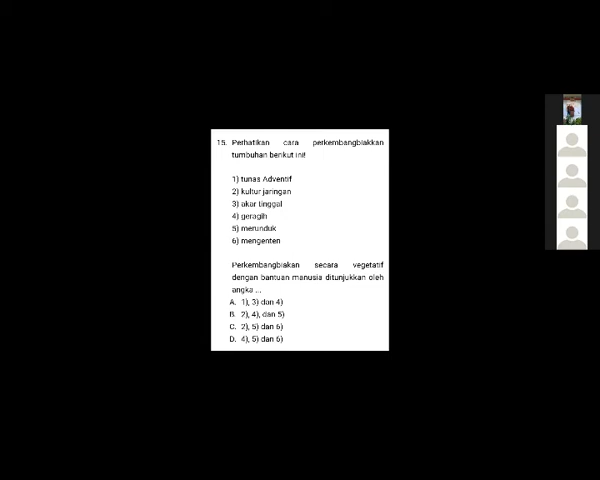 15. Perhatikan cara perkembangbiakkan
tumbuhan berikut ini!
1) tunas Adventif
2) kultur jaringan
3) akar tinggal
4) geragih
5) merunduk
6) mengenten
Perkembangbiakan secara vegetatif
dengan bantuan manusia ditunjukkan oleh
angka ...
A. 1), 3) dan 4)
B. 2), 4), dan 5)
C. 2), 5) dan 6)
D. 4), 5) dan 6)